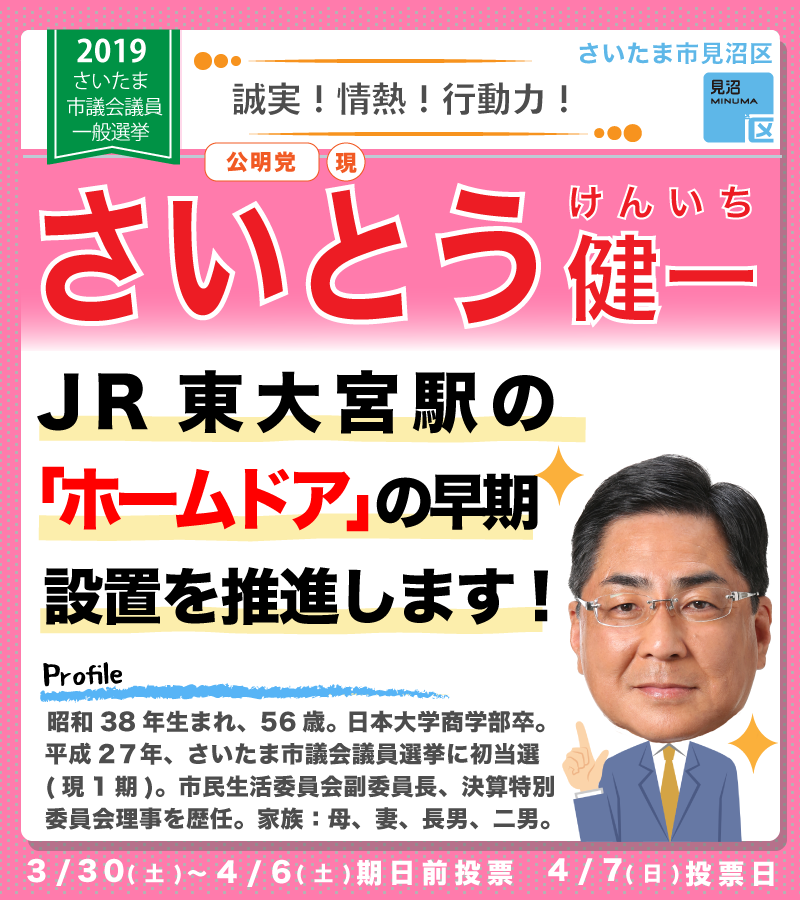 2019
さいたま
市議会議員
一般選挙
誠実！情熱！行動力！
さいたま市見沼区
見沼
MINUMA
区
公明党
現
けんいち
さいとう健一
JR東大宮駅の
「ホームドア」の早期
設置を推進します！
Profile
昭和38年生まれ、56歳。日本大学商学部卒。
平成27年、さいたま市議会議員選挙に初当選
(現1期)。市民生活委員会副委員長、決算特別
委員会理事を歴任。家族：母、妻、長男、二男。
3/30(土)～4/6(土)期日前投票 4/7(日)投票日